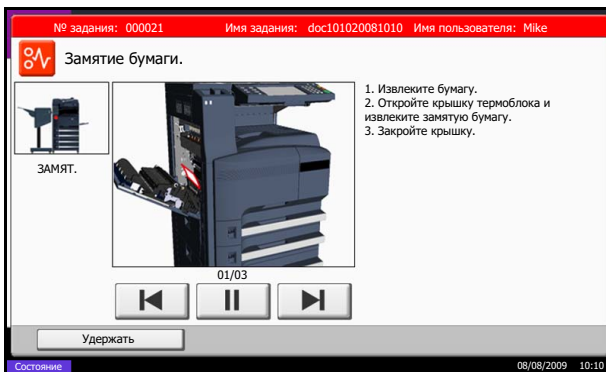 № задания: 000021 Имя задания: doc101020081010 Имя пользователя: Mike
Замятие бумаги.
1. Извлеките бумагу.
2. Откройте крышку термоблока и
извлеките замятую бумагу.
3. Закройте крышку.
ЗАМЯТ.
01/03
Удержать
Состояние 08/08/2009 10:10